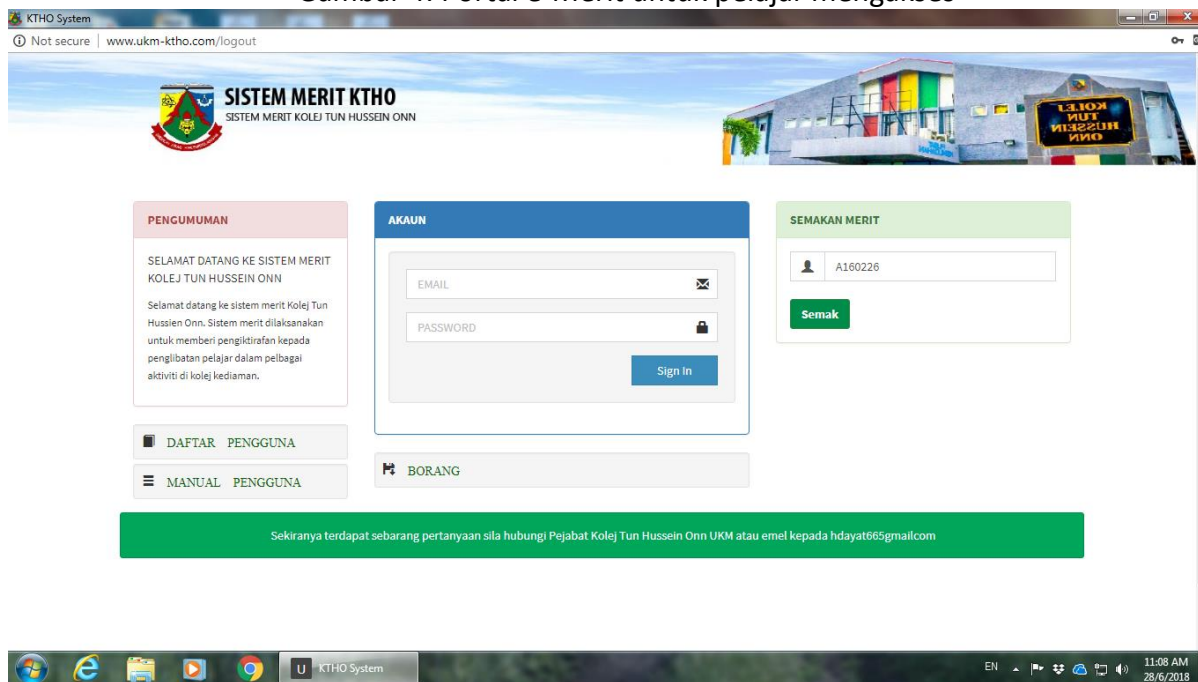 KTHO System
Not secure | www.ukm-ktho.com/logout
SISTEM MERIT KTHO
SISTEM MERIT KOLEJ TUN HUSSEIN ONN
KOLEJ
TUN
HUSSEIN
ONN
PENGUMUMAN
SELAMAT DATANG KE SISTEM MERIT
KOLEJ TUN HUSSEIN ONN
Selamat datang ke sistem merit Kolej Tun
Hussien Onn. Sistem merit dilaksanakan
untuk memberi pengiktirafan kepada
penglibatan pelajar dalam pelbagai
aktiviti di kolej kediaman.
DAFTAR PENGGUNA
MANUAL PENGGUNA
AKAUN
EMAIL
PASSWORD
Sign In
BORANG
SEMAKAN MERIT
A160226
Semak
Sekiranya terdapat sebarang pertanyaan sila hubungi Pejabat Kolej Tun Hussein Onn UKM atau emel kepada hdayat665gmailcom
U KTHO System
EN
11:08 AM
28/6/2018